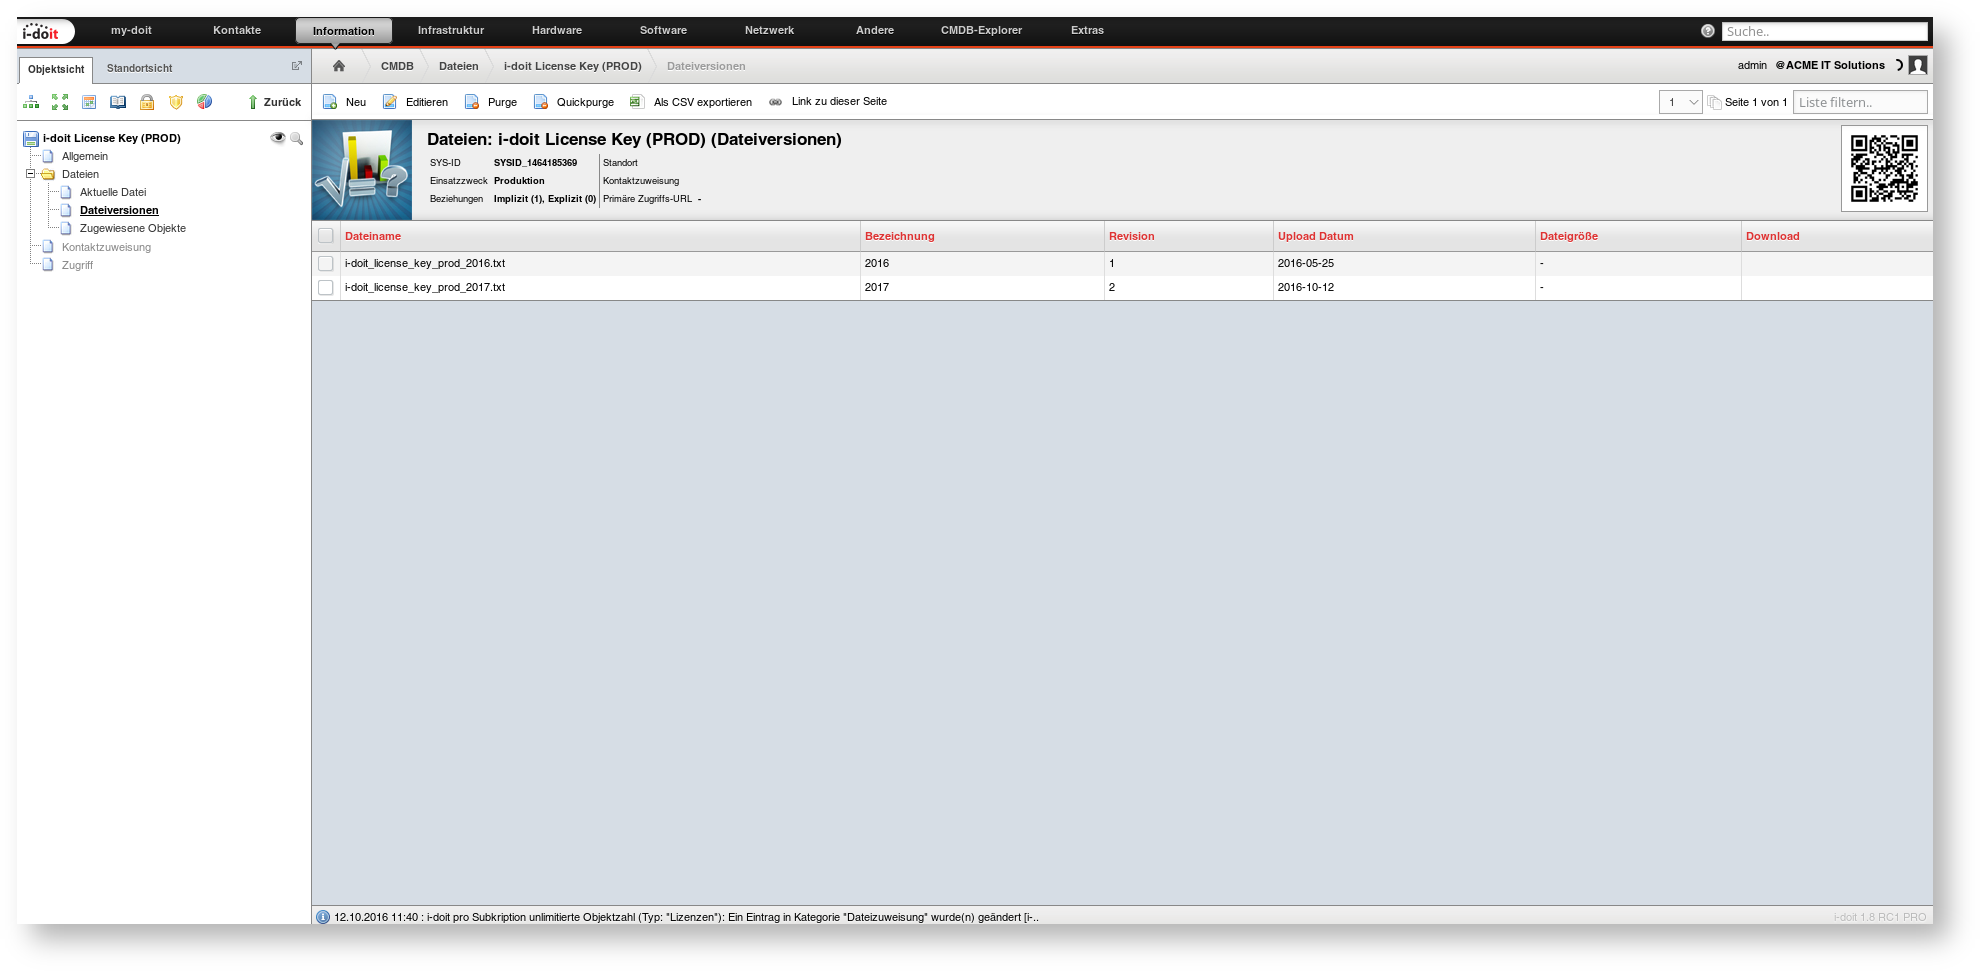 i-doit my-doit Kontakte Information Infrastruktur Hardware Software Netzwerk Andere CMDB-Explorer Extras Suche..
Objektsicht Standortsicht CMDB Dateien i-doit License Key (PROD) Dateiversionen admin @ACME IT Solutions
Zurück Neu Editieren Purge Quickpurge Als CSV exportieren Link zu dieser Seite 1 Seite 1 von 1 Liste filtern..
i-doit License Key (PROD)
Allgemein
Dateien
Aktuelle Datei
Dateiversionen
Zugewiesene Objekte
Kontaktzuweisung
Zugriff
Dateien: i-doit License Key (PROD) (Dateiversionen)
SYS-ID SYSID_1464185369 Standort
Einsatzzweck Produktion Kontaktzuweisung
Beziehungen Implizit (1), Explizit (0) Primäre Zugriffs-URL -
Dateiname Bezeichnung Revision Upload Datum Dateigröße Download
i-doit_license_key_prod_2016.txt 2016 1 2016-05-25 -
i-doit_license_key_prod_2017.txt 2017 2 2016-10-12 -
12.10.2016 11:40 : i-doit pro Subkription unlimitierte Objektzahl (Typ: "Lizenzen"): Ein Eintrag in Kategorie "Dateizuweisung" wurde(n) geändert [i-.. i-doit 1.8 RC1 PRO